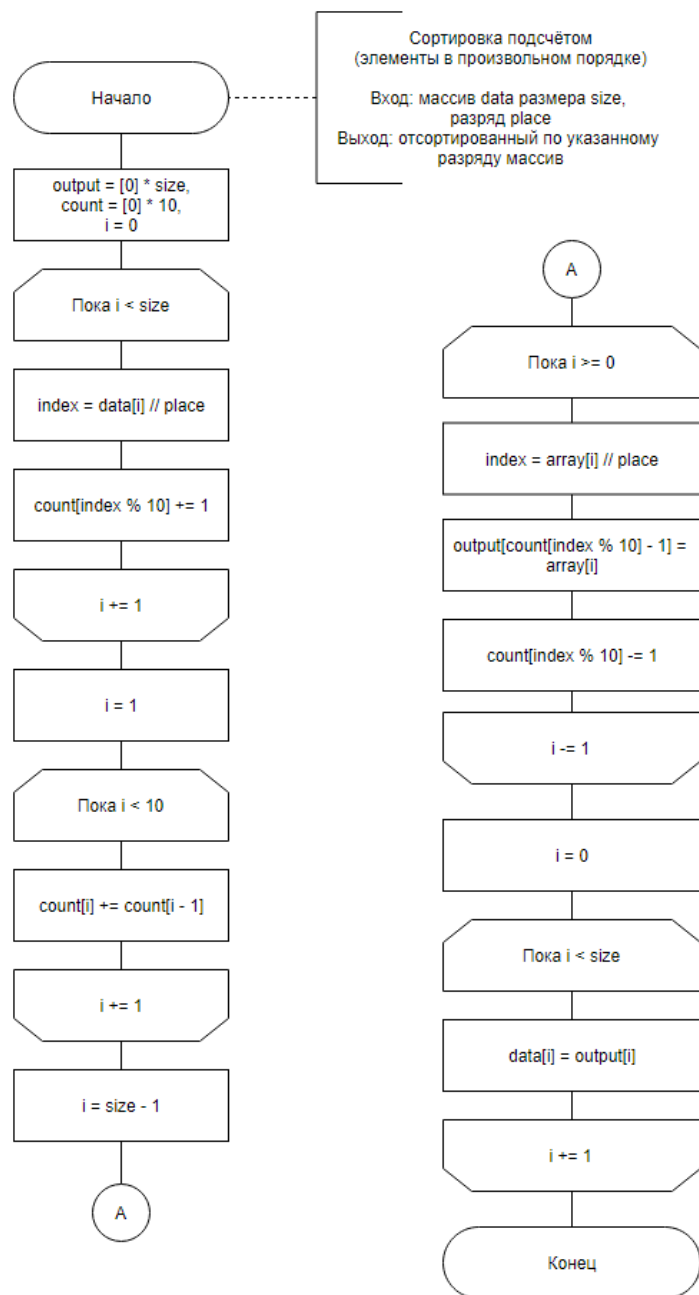 Сортировка подсчётом
(элементы в произвольном порядке)
Вход: массив data размера size,
разряд place
Выход: отсортированный по указанному
разряду массив
Начало
output = [0] * size,
count = [0] * 10,
i = 0
Пока i < size
index = data[i] // place
count[index % 10] += 1
i += 1
i = 1
Пока i < 10
count[i] += count[i - 1]
i += 1
i = size - 1
A
A
Пока i >= 0
index = array[i] // place
output[count[index % 10] - 1] =
array[i]
count[index % 10] -= 1
i -= 1
i = 0
Пока i < size
data[i] = output[i]
i += 1
Конец